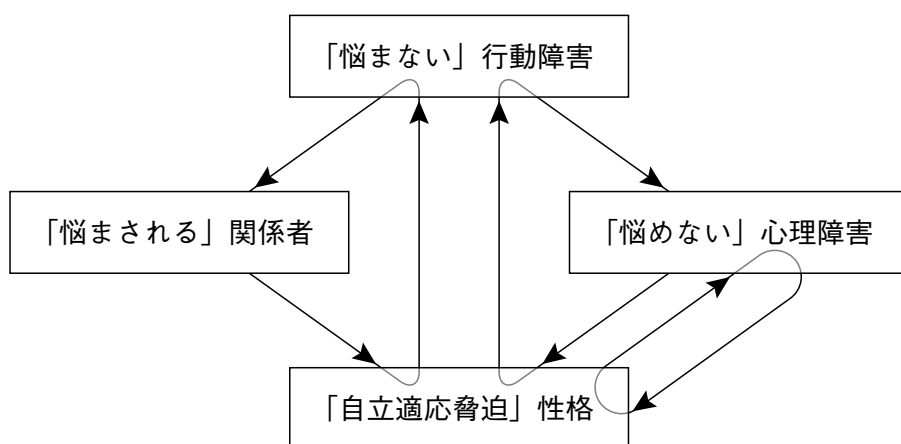 「悩まない」行動障害
「悩まされる」関係者
「悩めない」心理障害
「自立適応脅迫」性格